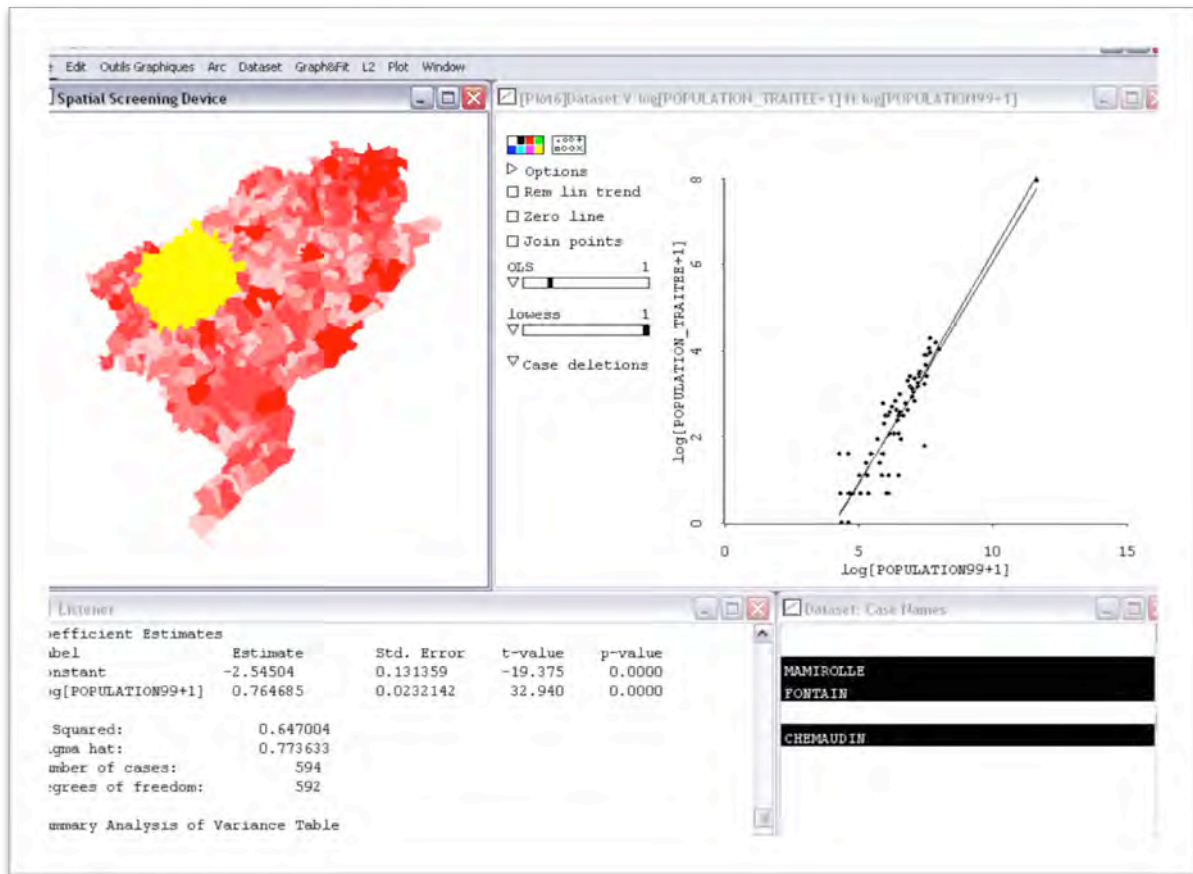 Edit Outils Graphiques Arc Dataset Graph&Fit L2 Plot Window
Spatial Screening Device
[Plot6]Dataset:V:log[POPULATION_TRAITEE+1] H:log[POPULATION99+1]
Options
Rem lin trend
Zero line
Join points
OLS 1
lowess 1
Case deletions
log[POPULATION_TRAITEE+1]
0 2 4 6 8
0 5 10 15
log[POPULATION99+1]
Listener
oefficient Estimates
abel Estimate Std. Error t-value p-value
onstant -2.54504 0.131359 -19.375 0.0000
og[POPULATION99+1] 0.764685 0.0232142 32.940 0.0000
Squared: 0.647004
igma hat: 0.773633
umber of cases: 594
egrees of freedom: 592
ummary Analysis of Variance Table
Dataset: Case Names
MAMIROLLE
FONTAIN
CHEMAUDIN